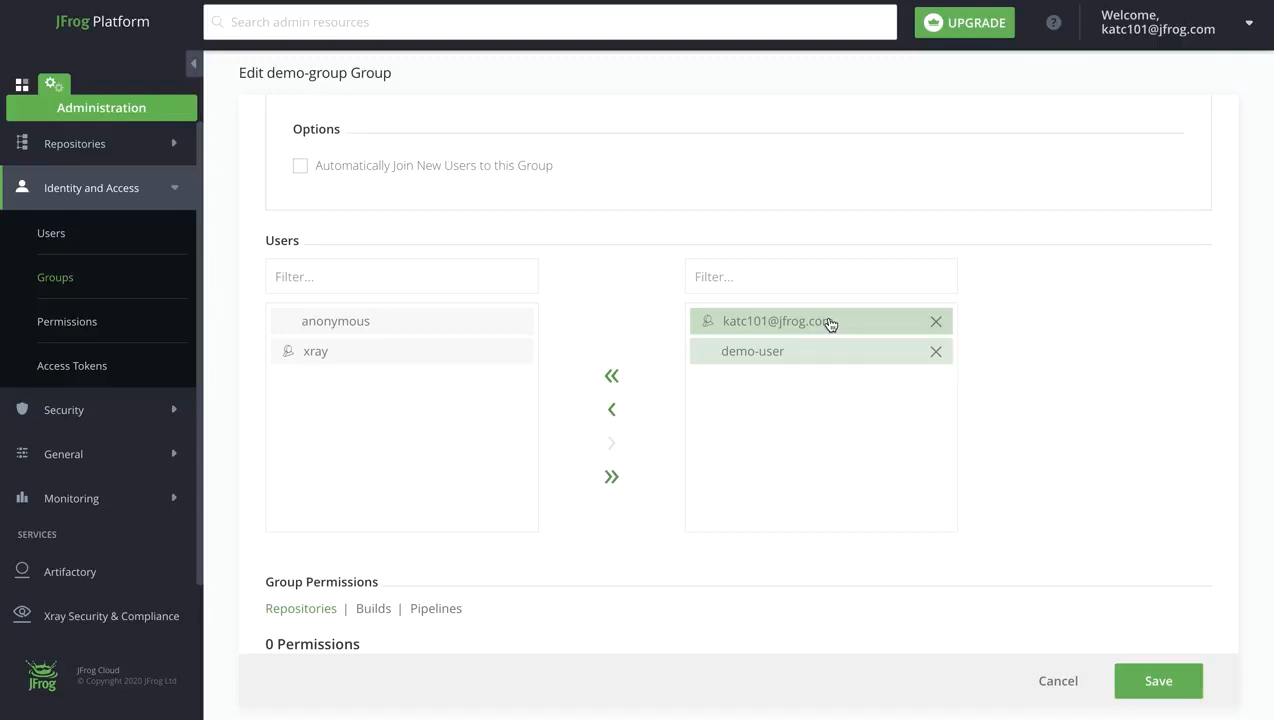 JFrog Platform
Search admin resources
UPGRADE
?
Welcome,
katc101@jfrog.com
Administration
Repositories
Identity and Access
Users
Groups
Permissions
Access Tokens
Security
General
Monitoring
SERVICES
Artifactory
Xray Security & Compliance
JFrog
JFrog Cloud
© Copyright 2020 JFrog Ltd
Edit demo-group Group
Options
Automatically Join New Users to this Group
Users
Filter...
Filter...
anonymous
xray
katc101@jfrog.com
demo-user
Group Permissions
Repositories | Builds | Pipelines
0 Permissions
Cancel
Save